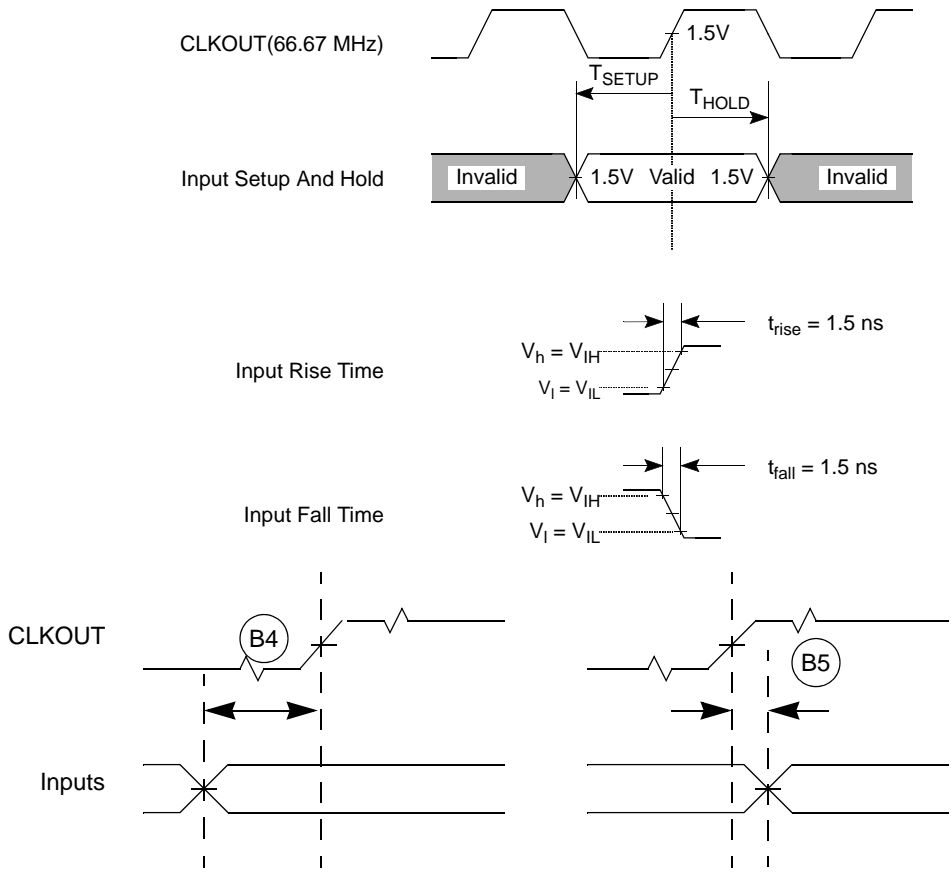 CLKOUT(66.67 MHz)
1.5V
TSETUP
THOLD
Input Setup And Hold
Invalid
1.5V Valid 1.5V
Invalid
trise = 1.5 ns
Vh = VIH
Input Rise Time
Vl = VIL
tfall = 1.5 ns
Vh = VIH
Input Fall Time
Vl = VIL
CLKOUT
B4
B5
Inputs